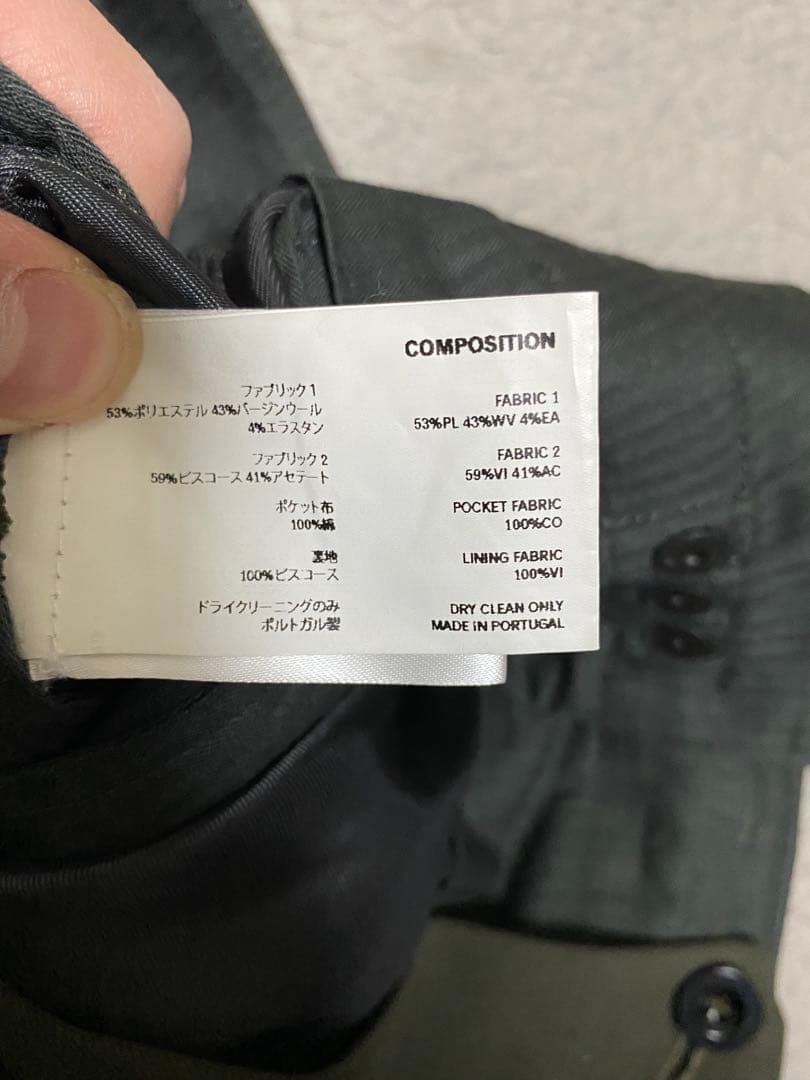 COMPOSITION
ファブリック1
53%ポリエステル 43%バージンウール
4%エラスタン
ファブリック2
59%ビスコース 41%アセテート
ポケット布
100%綿
裏地
100%ビスコース
ドライクリーニングのみ
ポルトガル製
FABRIC 1
53%PL 43%WV 4%EA
FABRIC 2
59%VI 41%AC
POCKET FABRIC
100%CO
LINING FABRIC
100%VI
DRY CLEAN ONLY
MADE IN PORTUGAL